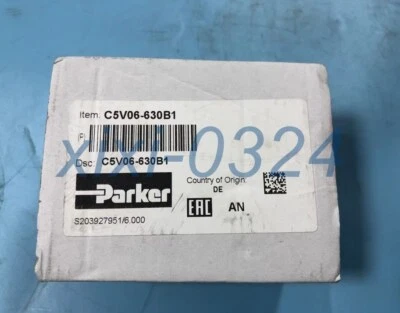 Item: C5V06-630B1
Dsc: C5V06-630B1
xixi-0324
Parker
Country of Origin:
DE
S203927951/6.000
EAC
AN